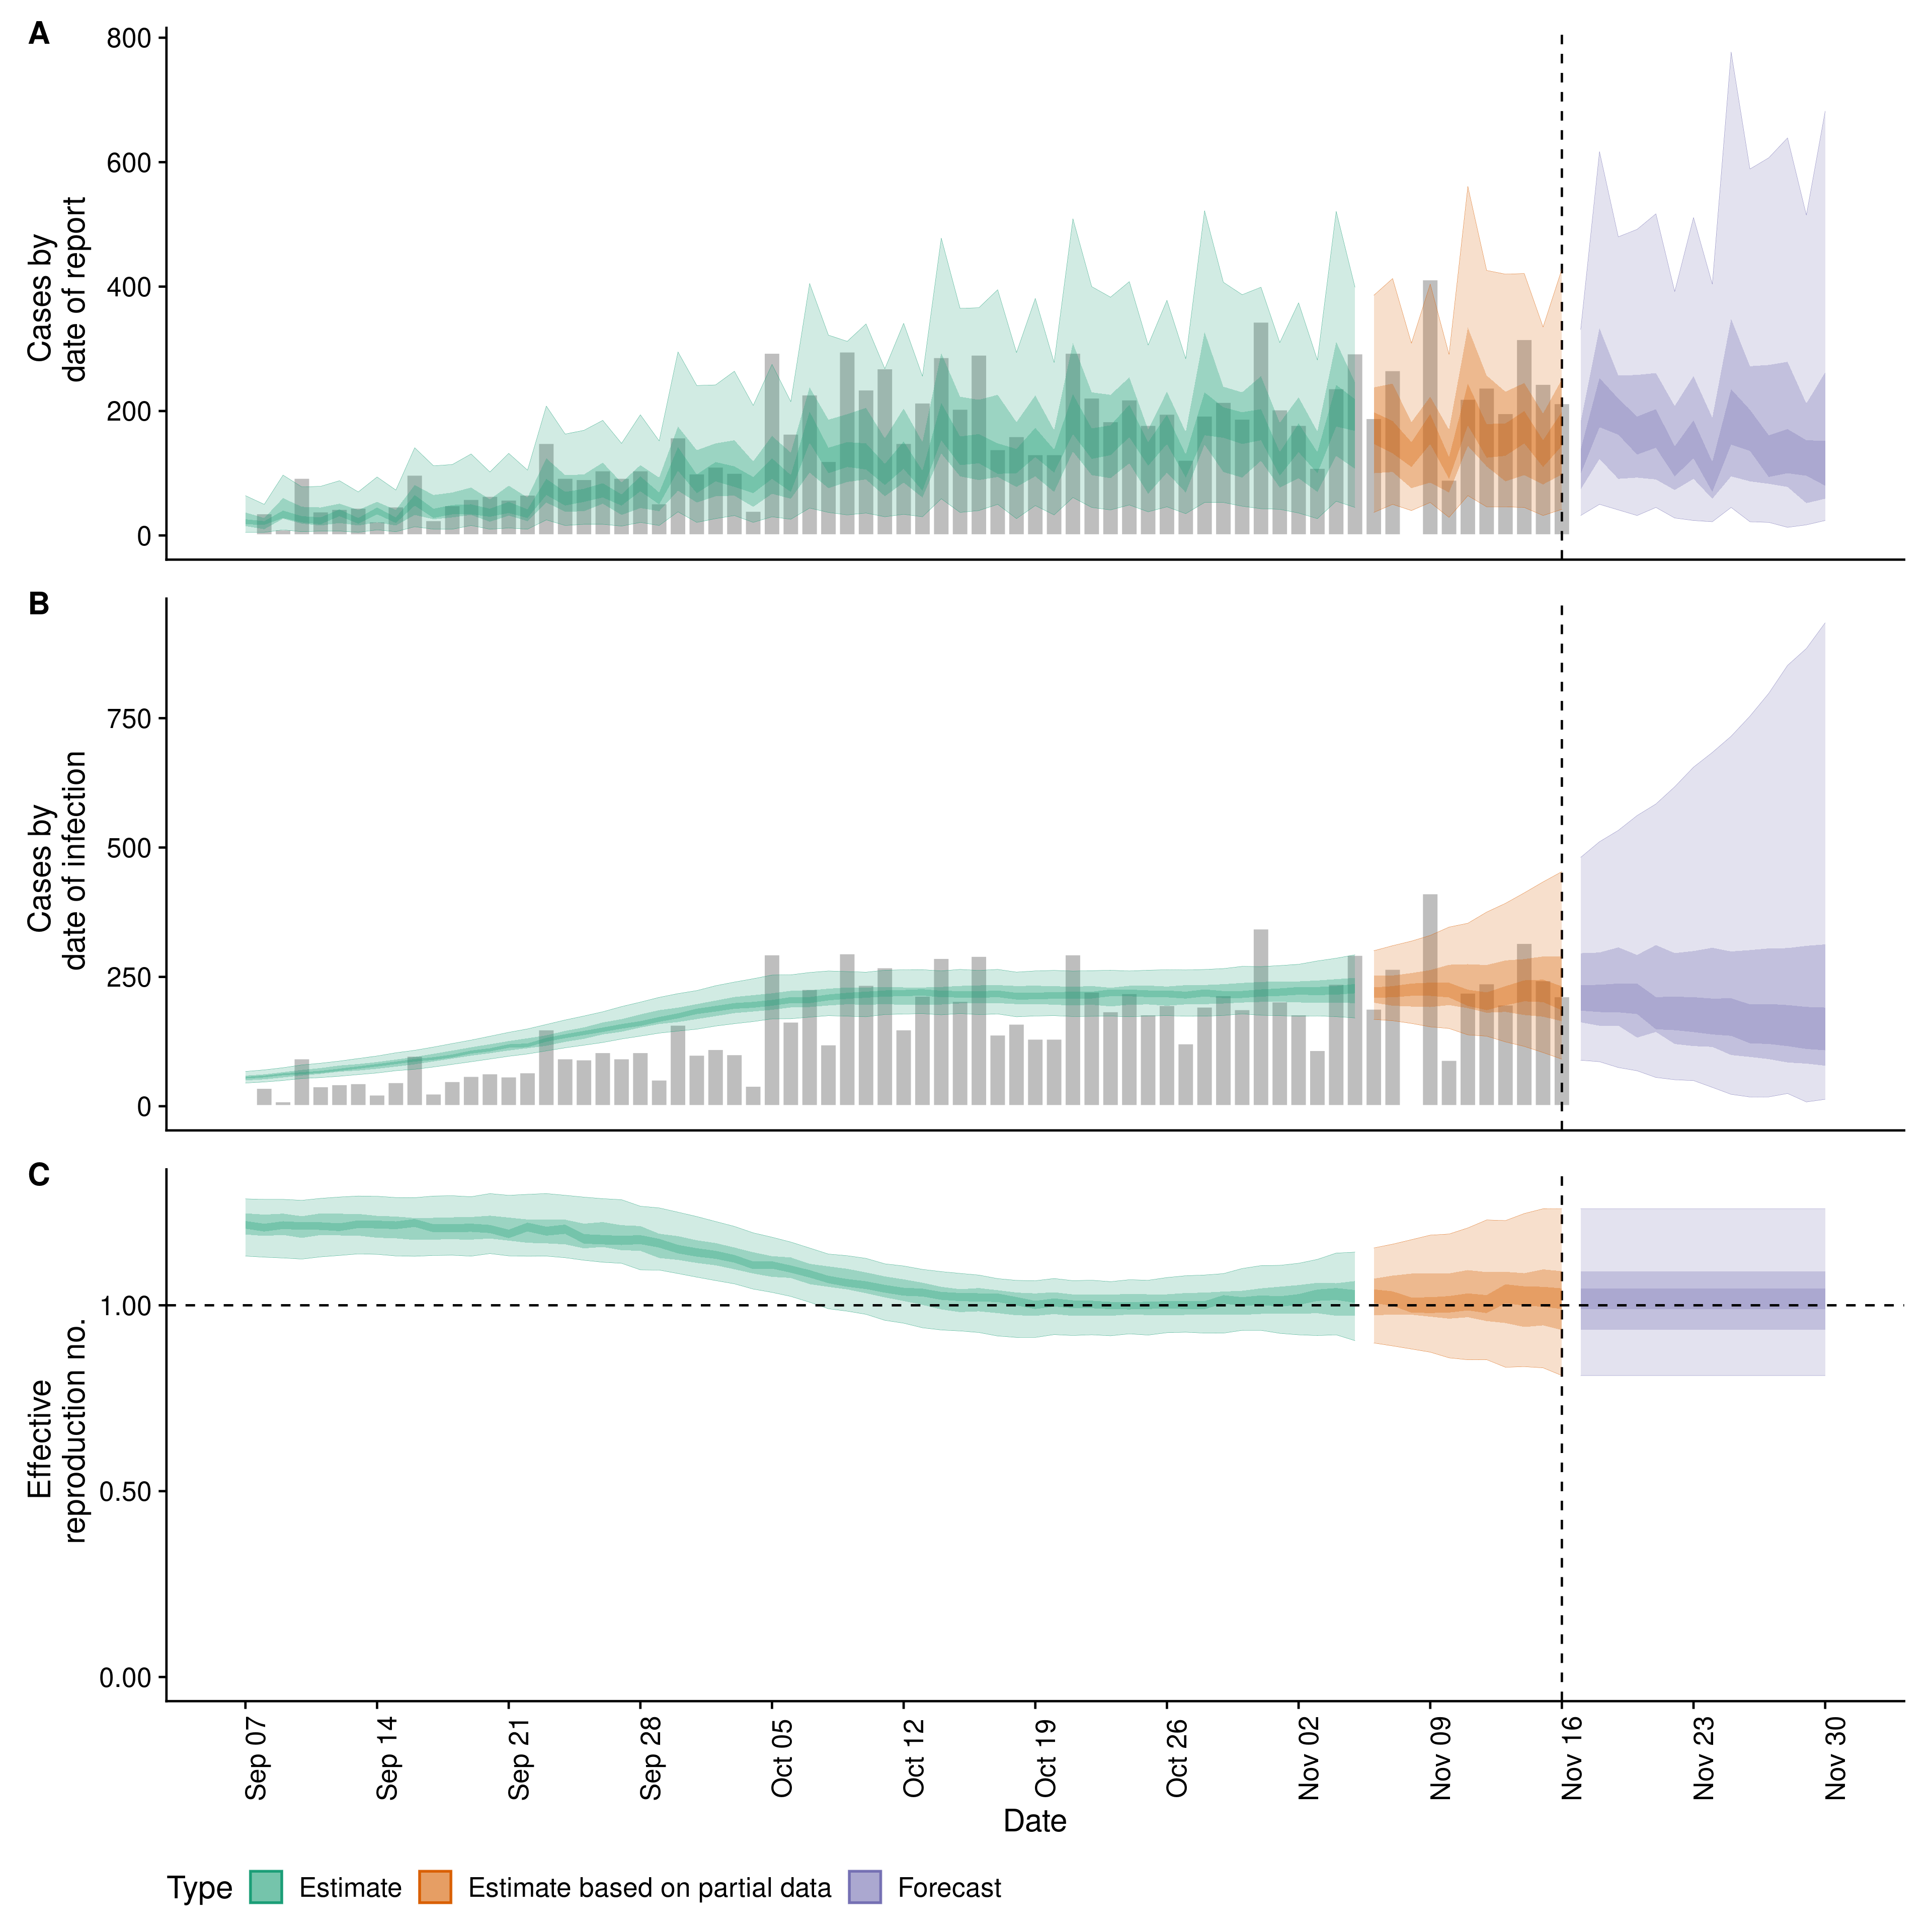 A
800
600
400
200
0
Cases by
date of report
B
750
500
250
0
Cases by
date of infection
C
1.00
0.50
0.00
Effective
reproduction no.
Sep 07
Sep 14
Sep 21
Sep 28
Oct 05
Oct 12
Oct 19
Oct 26
Nov 02
Nov 09
Nov 16
Nov 23
Nov 30
Date
Type
Estimate
Estimate based on partial data
Forecast